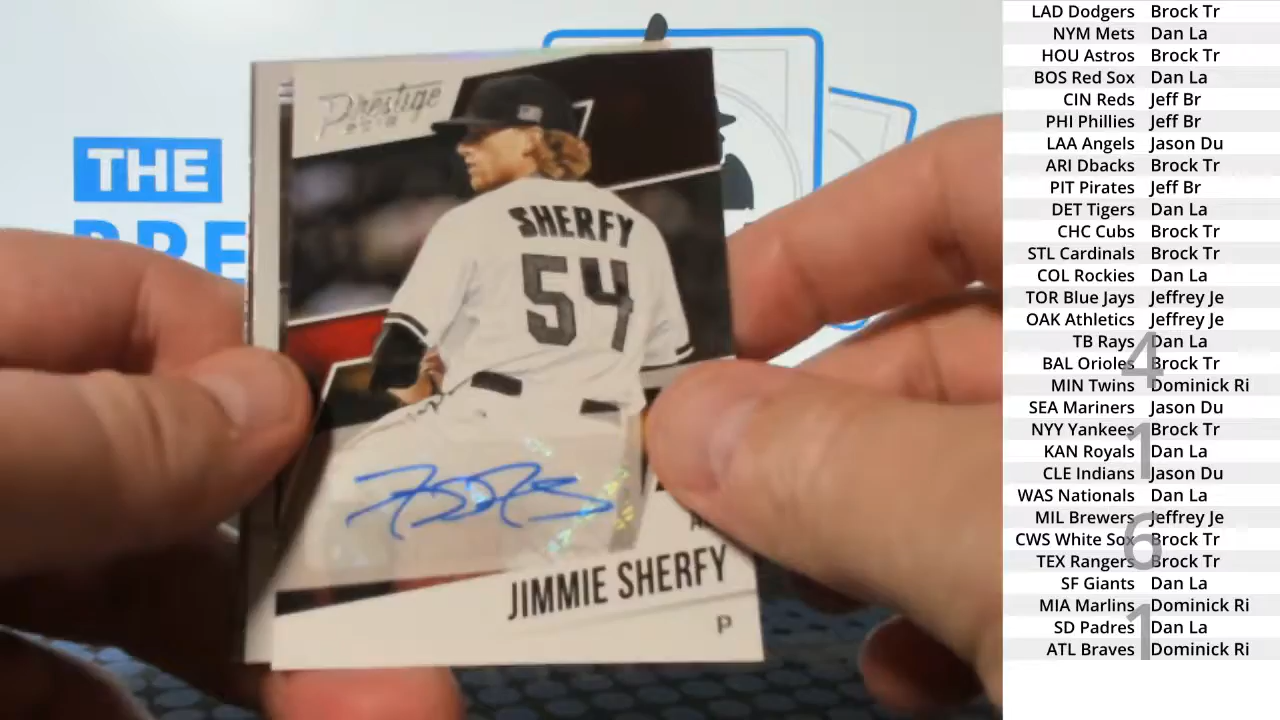 THE
BRE
Prestige
2018
SHERFY
54
JIMMIE SHERFY
P
LAD Dodgers Brock Tr
NYM Mets Dan La
HOU Astros Brock Tr
BOS Red Sox Dan La
CIN Reds Jeff Br
PHI Phillies Jeff Br
LAA Angels Jason Du
ARI Dbacks Brock Tr
PIT Pirates Jeff Br
DET Tigers Dan La
CHC Cubs Brock Tr
STL Cardinals Brock Tr
COL Rockies Dan La
TOR Blue Jays Jeffrey Je
OAK Athletics Jeffrey Je
TB Rays Dan La
BAL Orioles Brock Tr
MIN Twins Dominick Ri
SEA Mariners Jason Du
NYY Yankees Brock Tr
KAN Royals Dan La
CLE Indians Jason Du
WAS Nationals Dan La
MIL Brewers Jeffrey Je
CWS White Sox Brock Tr
TEX Rangers Brock Tr
SF Giants Dan La
MIA Marlins Dominick Ri
SD Padres Dan La
ATL Braves Dominick Ri
4
1
6
1